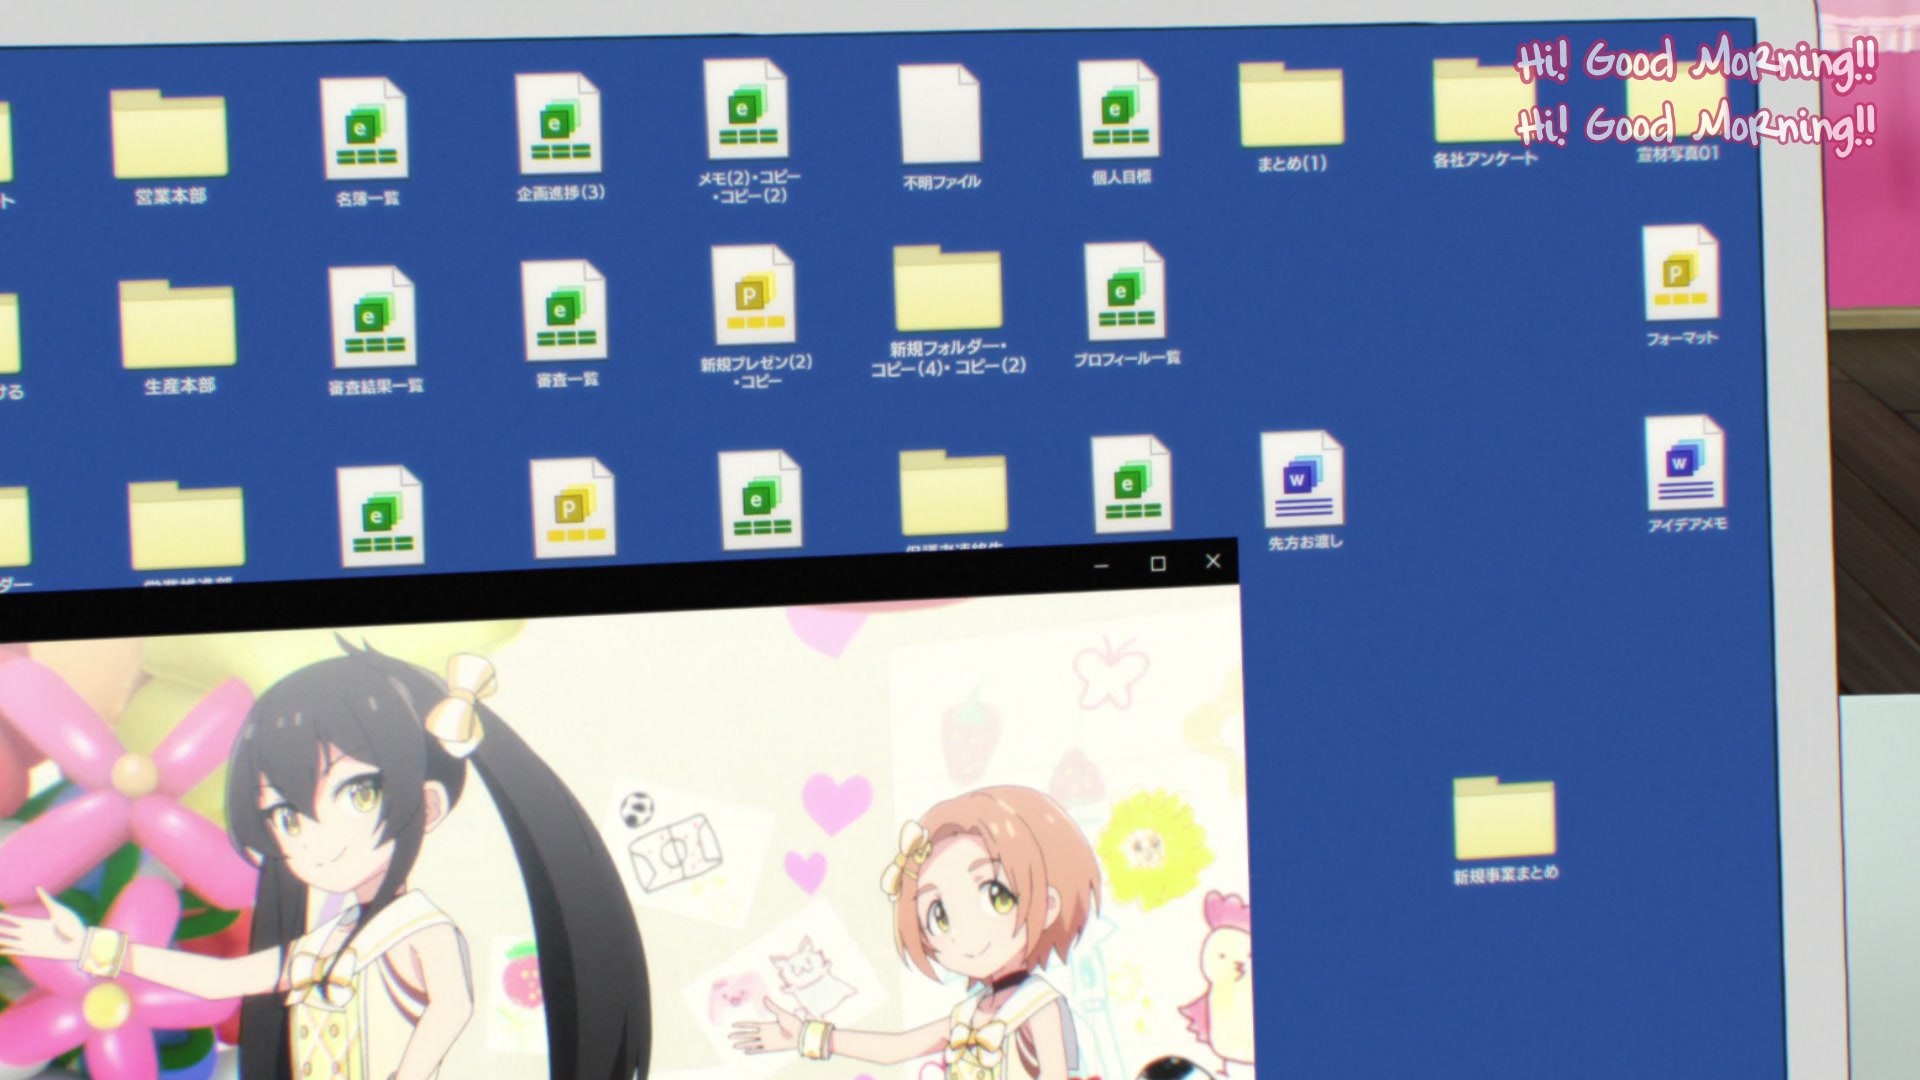 Hi! Good Morning!!
Hi! Good Morning!!
ト
営業本部
名簿一覧
企画進捗(3)
メモ(2)・コピー
・コピー(2)
不明ファイル
個人目標
まとめ(1)
各社アンケート
宣材写真01
ける
生産本部
審査結果一覧
審査一覧
新規プレゼン(2)
・コピー
新規フォルダー・
コピー(4)・コピー(2)
プロフィール一覧
フォーマット
ダー
先方お渡し
アイデアメモ
新規事業まとめ